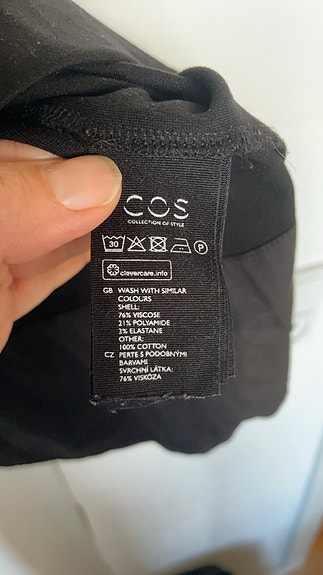 COS
COLLECTION OF STYLE
30 P
clevercare.info
GB WASH WITH SIMILAR
COLOURS
SHELL:
76% VISCOSE
21% POLYAMIDE
3% ELASTANE
OTHER:
100% COTTON
CZ PERTE S PODOBNÝMI
BARVAMI
SVRCHNÍ LÁTKA:
76% VISKÓZA